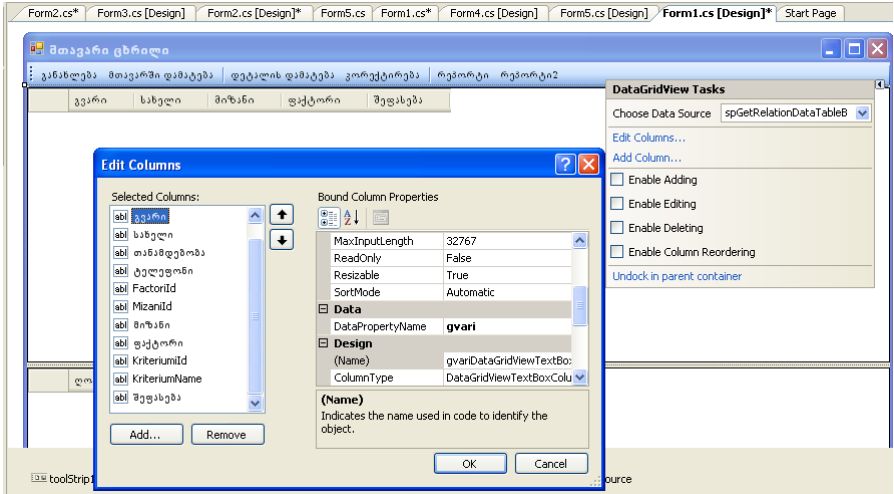 Form2.cs* Form3.cs [Design] Form2.cs [Design]* Form5.cs Form1.cs* Form4.cs [Design] Form5.cs [Design] Form1.cs [Design]* Start Page
მთავარი ცხრილი
განახლება მთავარში დამატება დეტალის დამატება კორექტირება რეპორტი რეპორტი2
გვარი სახელი მიზანი ფაქტორი შეფასება
DataGridView Tasks
Choose Data Source spGetRelationDataTableB
Edit Columns...
Add Column...
Enable Adding
Enable Editing
Enable Deleting
Enable Column Reordering
Undock in parent container
Edit Columns
Selected Columns:
გვარი
სახელი
თანამდებობა
ტელეფონი
FactoriId
MizaniId
მიზანი
ფაქტორი
KriteriumiId
KriteriumName
შეფასება
Add... Remove
Bound Column Properties
MaxInputLength 32767
ReadOnly False
Resizable True
SortMode Automatic
Data
DataPropertyName gvari
Design
(Name) gvariDataGridViewTextBo
ColumnType DataGridViewTextBoxColu
(Name)
Indicates the name used in code to identify the
object.
OK Cancel
toolStrip1 ource